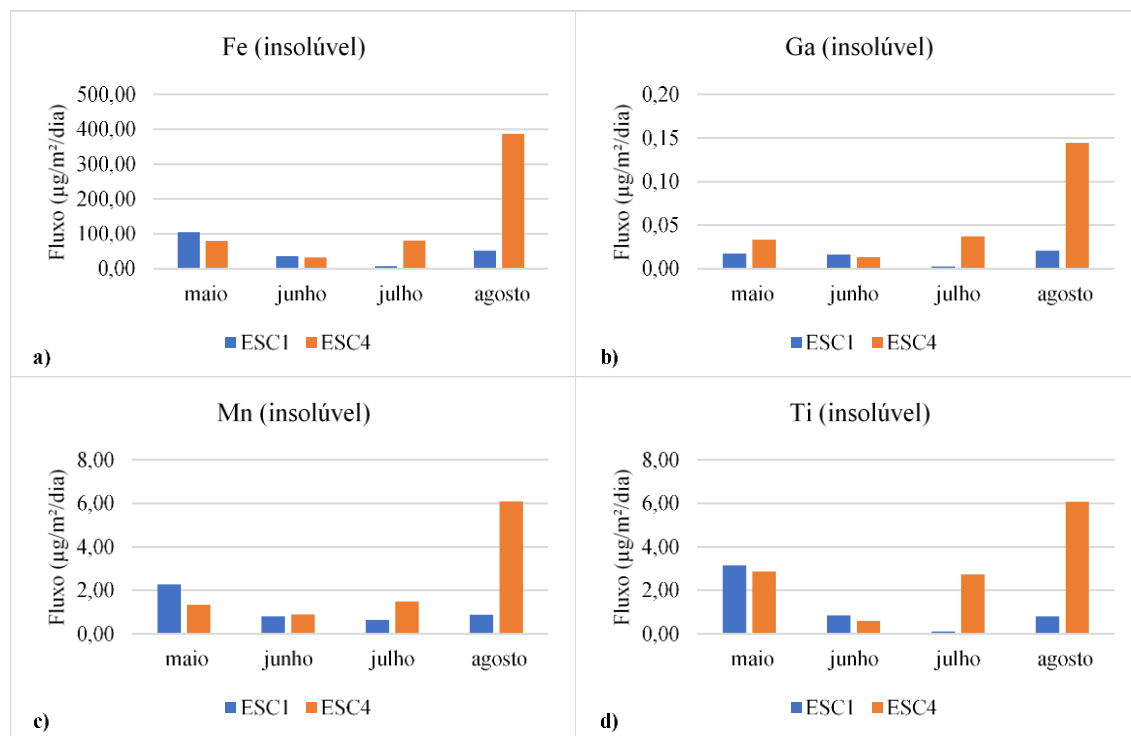 Fe (insolúvel)
Fluxo (µg/m²/dia)
500,00
400,00
300,00
200,00
100,00
0,00
maio junho julho agosto
ESC1 ESC4
a)
Ga (insolúvel)
Fluxo (µg/m²/dia)
0,20
0,15
0,10
0,05
0,00
maio junho julho agosto
ESC1 ESC4
b)
Mn (insolúvel)
Fluxo (µg/m²/dia)
8,00
6,00
4,00
2,00
0,00
maio junho julho agosto
ESC1 ESC4
c)
Ti (insolúvel)
Fluxo (µg/m²/dia)
8,00
6,00
4,00
2,00
0,00
maio junho julho agosto
ESC1 ESC4
d)